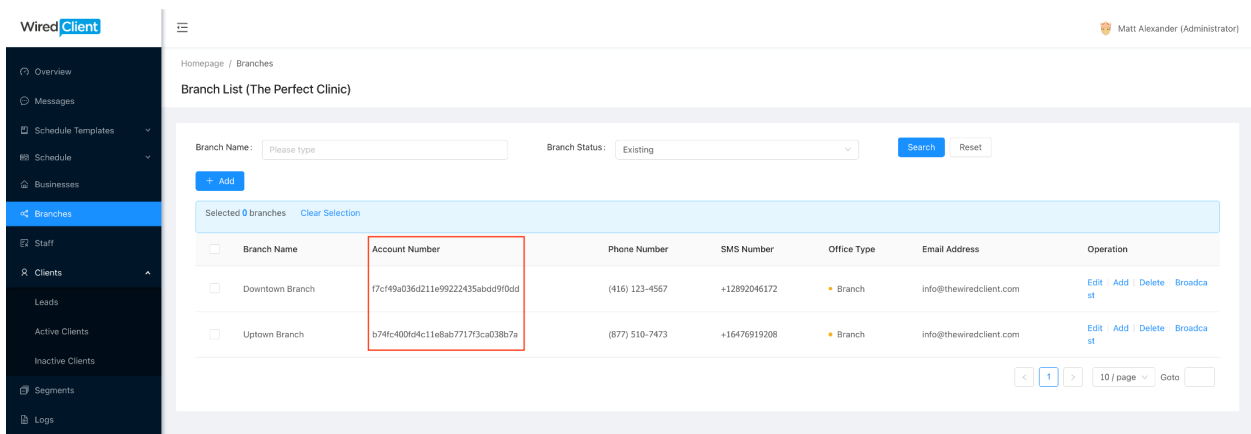 Wired Client
Matt Alexander (Administrator)
Overview
Messages
Schedule Templates
Schedule
Businesses
Branches
Staff
Clients
Leads
Active Clients
Inactive Clients
Segments
Logs
Homepage / Branches
Branch List (The Perfect Clinic)
Branch Name: Please type Branch Status: Existing Search Reset
+ Add
Selected 0 branches Clear Selection
Branch Name Account Number Phone Number SMS Number Office Type Email Address Operation
Downtown Branch f7cf49a036d211e99222435abdd9f0dd (416) 123-4567 +12892046172 Branch info@thewiredclient.com Edit Add Delete Broadca
st
Uptown Branch b74fc400fd4c11e8ab7717f3ca038b7a (877) 510-7473 +16476919208 Branch info@thewiredclient.com Edit Add Delete Broadca
st
< 1 > 10 / page Goto